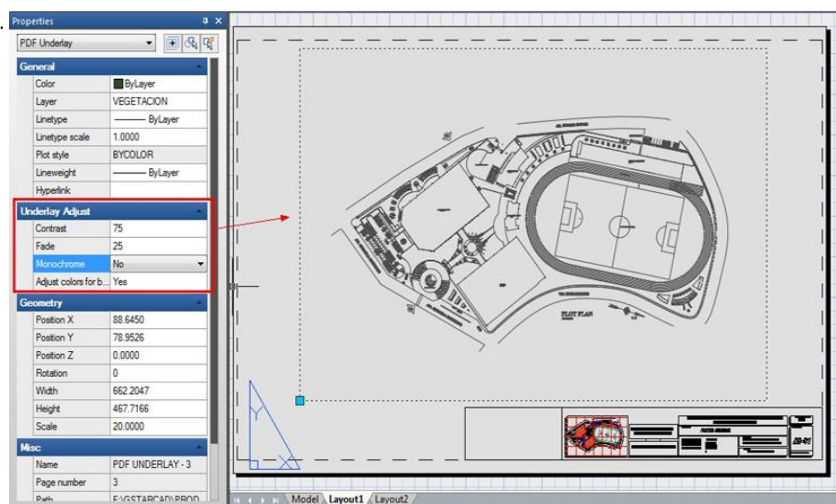 Properties
PDF Underlay
General
Color ByLayer
Layer VEGETACION
Linetype ByLayer
Linetype scale 1.0000
Plot style BYCOLOR
Lineweight ByLayer
Hyperlink
Underlay Adjust
Contrast 75
Fade 25
Monochrome No
Adjust colors for b... Yes
Geometry
Position X 88.6450
Position Y 78.9526
Position Z 0.0000
Rotation 0
Width 662.2047
Height 467.7166
Scale 20.0000
Misc
Name PDF UNDERLAY - 3
Page number 3
Path F:\GSTARCAD\PROD
PLOT PLAN
Y
X
Model Layout1 Layout2